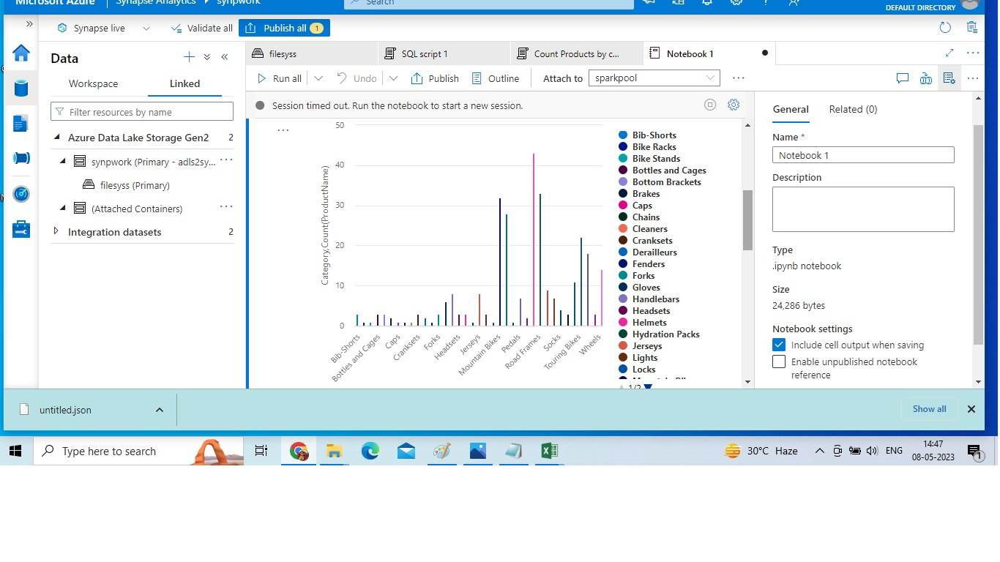 Microsoft Azure
Synapse Analytics
synpwork
Search
DEFAULT DIRECTORY
Synapse live
Validate all
Publish all 1
Data
Workspace
Linked
Filter resources by name
Azure Data Lake Storage Gen2 2
synpwork (Primary - adls2sy...
filesyss (Primary)
(Attached Containers)
Integration datasets 2
filesyss
SQL script 1
Count Products by c...
Notebook 1
Run all
Undo
Publish
Outline
Attach to
sparkpool
Session timed out. Run the notebook to start a new session.
Category,Count(ProductName)
50
40
30
20
10
0
Bib-Shorts
Bottles and Cages
Caps
Cranksets
Forks
Headsets
Jerseys
Mountain Bikes
Pedals
Road Frames
Socks
Touring Bikes
Wheels
Bib-Shorts
Bike Racks
Bike Stands
Bottles and Cages
Bottom Brackets
Brakes
Caps
Chains
Cleaners
Cranksets
Derailleurs
Fenders
Forks
Gloves
Handlebars
Headsets
Helmets
Hydration Packs
Jerseys
Lights
Locks
1/2
General
Related (0)
Name *
Notebook 1
Description
Type
.ipynb notebook
Size
24,286 bytes
Notebook settings
Include cell output when saving
Enable unpublished notebook
reference
untitled.json
Show all
Type here to search
30°C Haze
ENG
14:47
08-05-2023
1